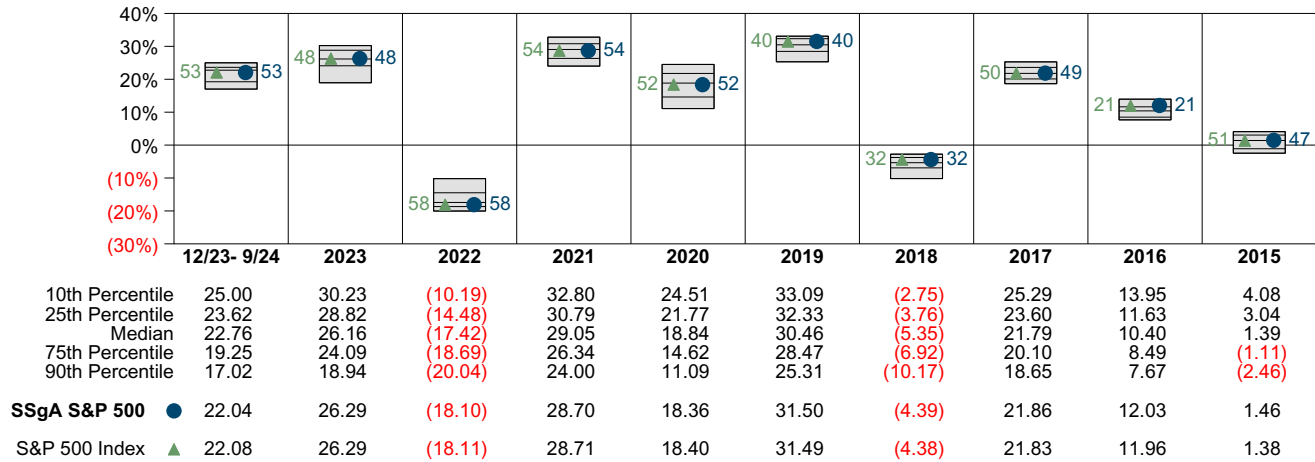 40%
30%
20%
10%
0%
(10%)
(20%)
(30%)
53 53
48 48
58 58
54 54
52 52
40 40
32 32
50 49
21 21
51 47
12/23- 9/24 2023 2022 2021 2020 2019 2018 2017 2016 2015
10th Percentile 25.00 30.23 (10.19) 32.80 24.51 33.09 (2.75) 25.29 13.95 4.08
25th Percentile 23.62 28.82 (14.48) 30.79 21.77 32.33 (3.76) 23.60 11.63 3.04
Median 22.76 26.16 (17.42) 29.05 18.84 30.46 (5.35) 21.79 10.40 1.39
75th Percentile 19.25 24.09 (18.69) 26.34 14.62 28.47 (6.92) 20.10 8.49 (1.11)
90th Percentile 17.02 18.94 (20.04) 24.00 11.09 25.31 (10.17) 18.65 7.67 (2.46)
SSgA S&P 500 22.04 26.29 (18.10) 28.70 18.36 31.50 (4.39) 21.86 12.03 1.46
S&P 500 Index 22.08 26.29 (18.11) 28.71 18.40 31.49 (4.38) 21.83 11.96 1.38